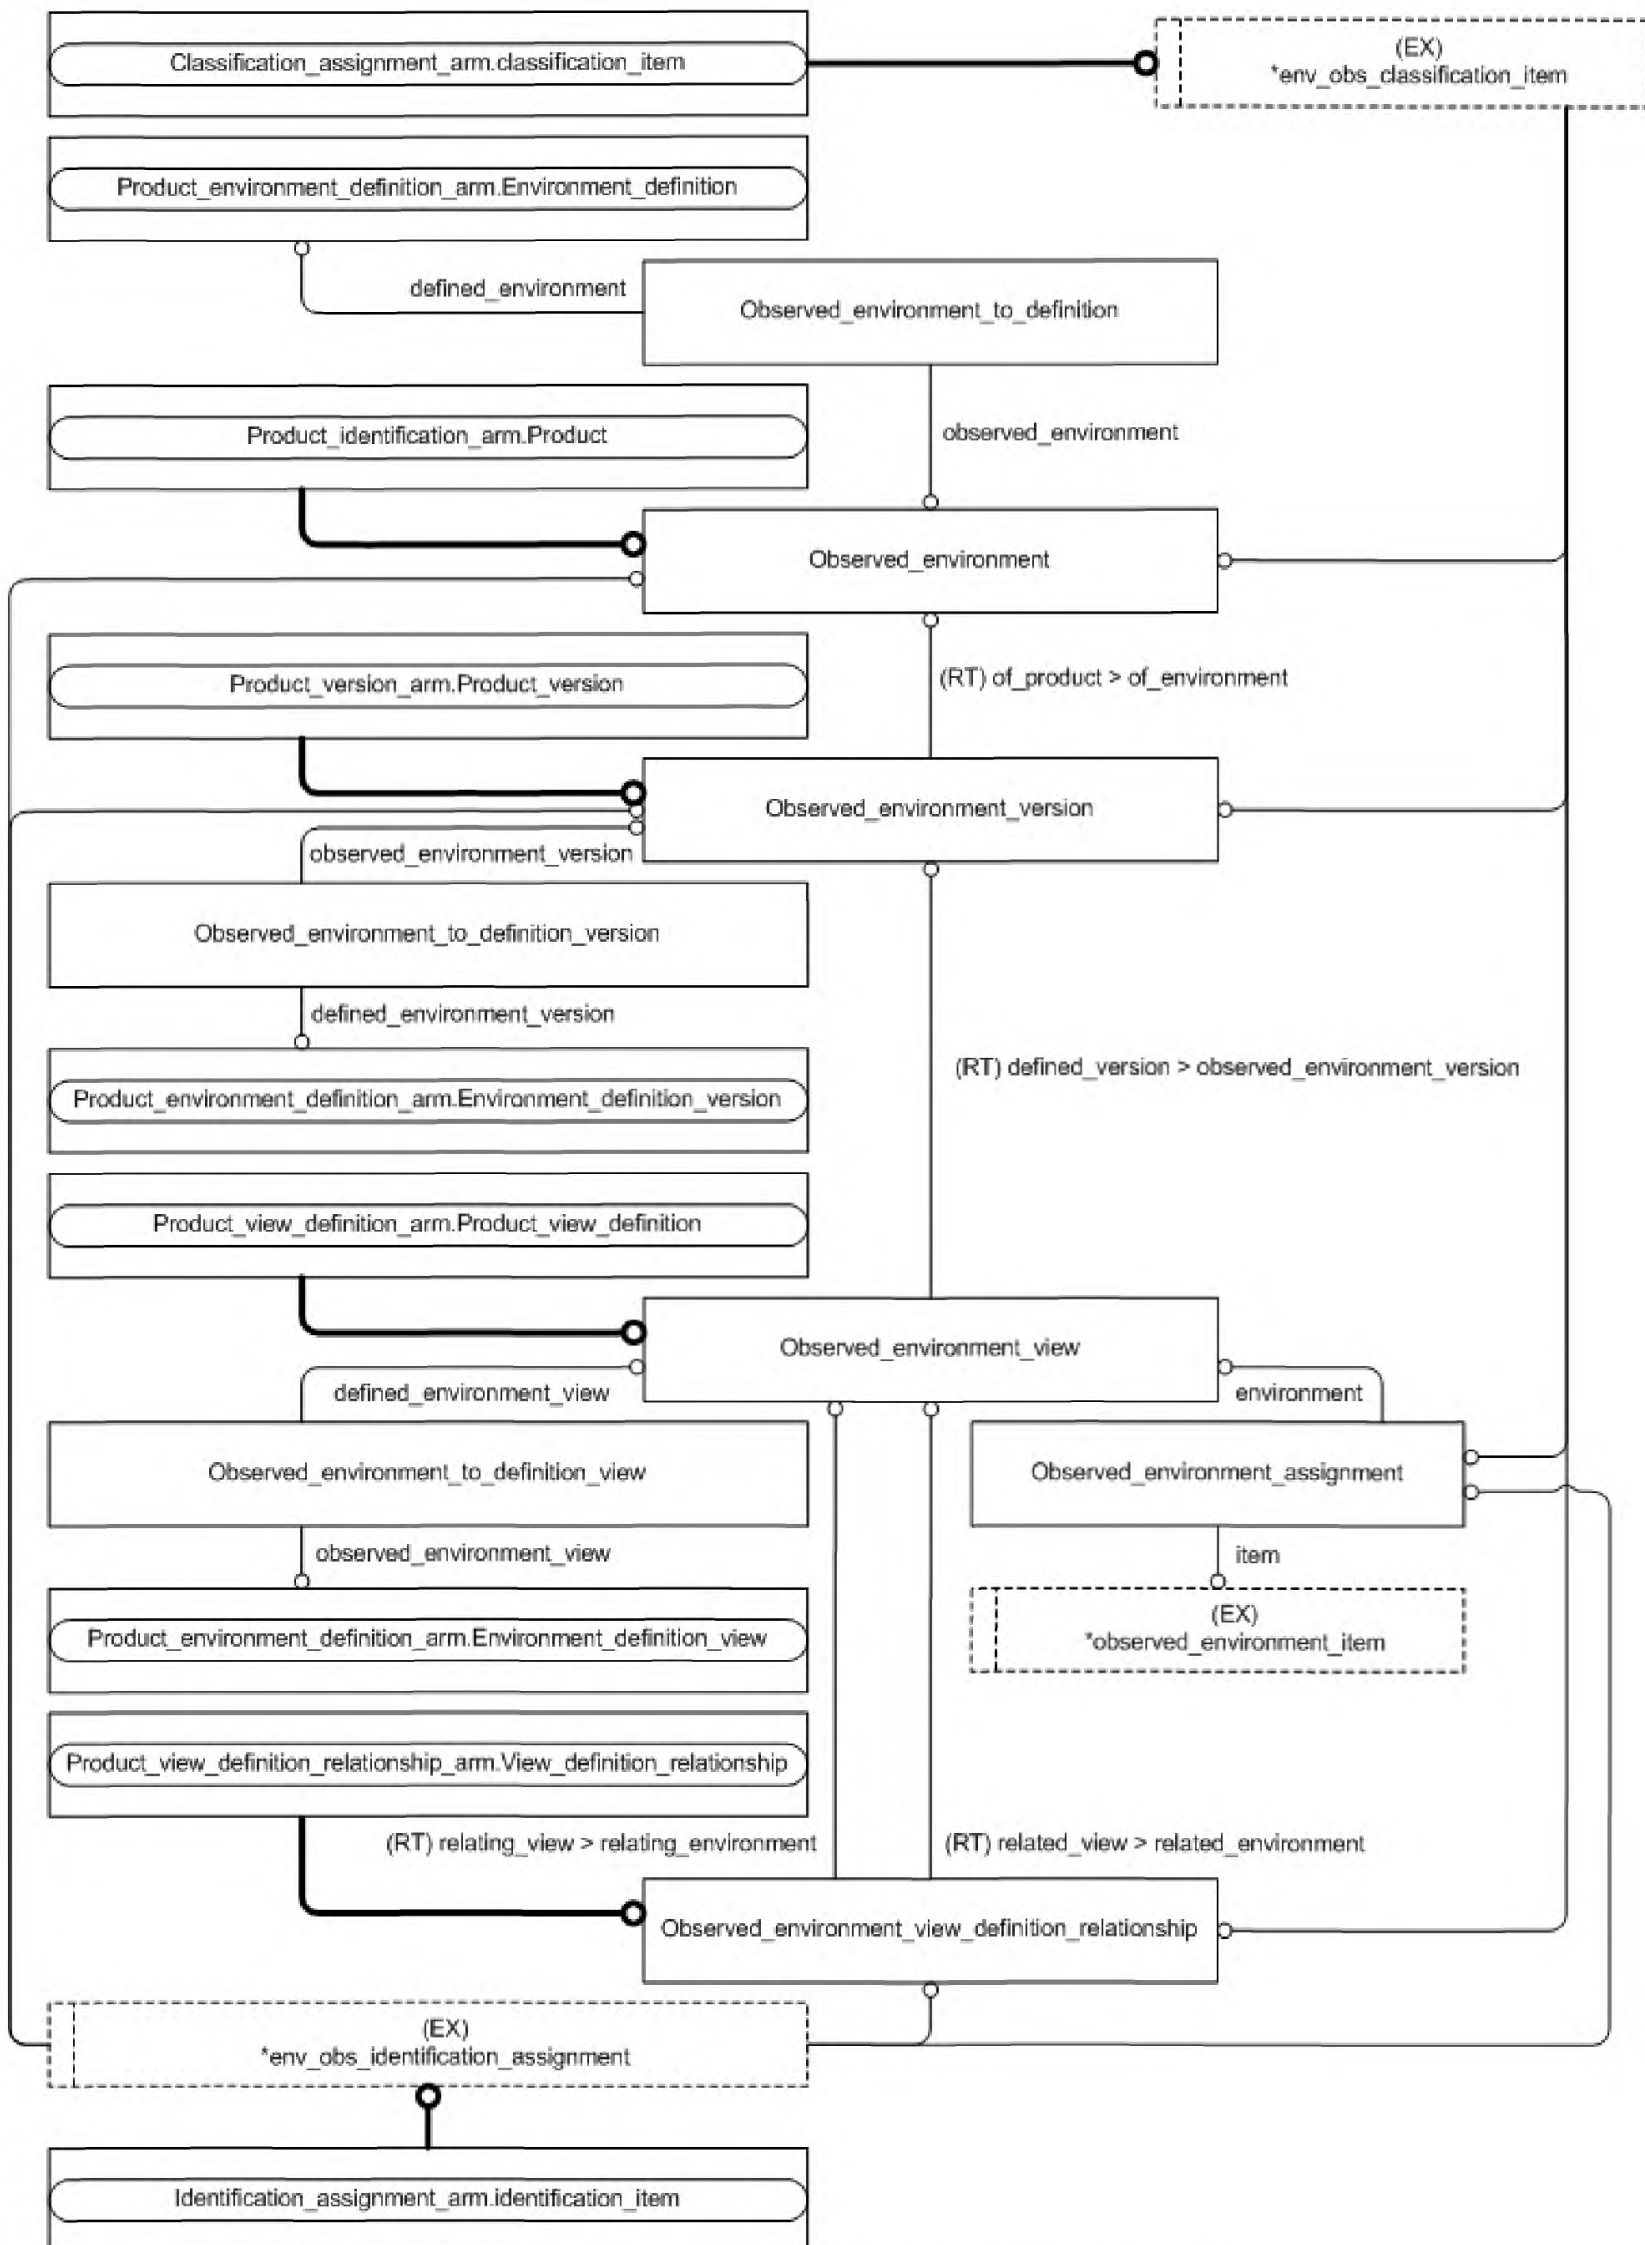 Classification_assignment_arm.classification_item
(EX)
*env_obs_classification_item
Product_environment_definition_arm.Environment_definition
defined_environment
Observed_environment_to_definition
Product_identification_arm.Product
observed_environment
Observed_environment
Product_version_arm.Product_version
(RT) of_product > of_environment
Observed_environment_version
observed_environment_version
Observed_environment_to_definition_version
defined_environment_version
(RT) defined_version > observed_environment_version
Product_environment_definition_arm.Environment_definition_version
Product_view_definition_arm.Product_view_definition
Observed_environment_view
defined_environment_view
environment
Observed_environment_to_definition_view
Observed_environment_assignment
observed_environment_view
item
Product_environment_definition_arm.Environment_definition_view
(EX)
*observed_environment_item
Product_view_definition_relationship_arm.View_definition_relationship
(RT) relating_view > relating_environment
(RT) related_view > related_environment
Observed_environment_view_definition_relationship
(EX)
*env_obs_identification_assignment
Identification_assignment_arm.identification_item